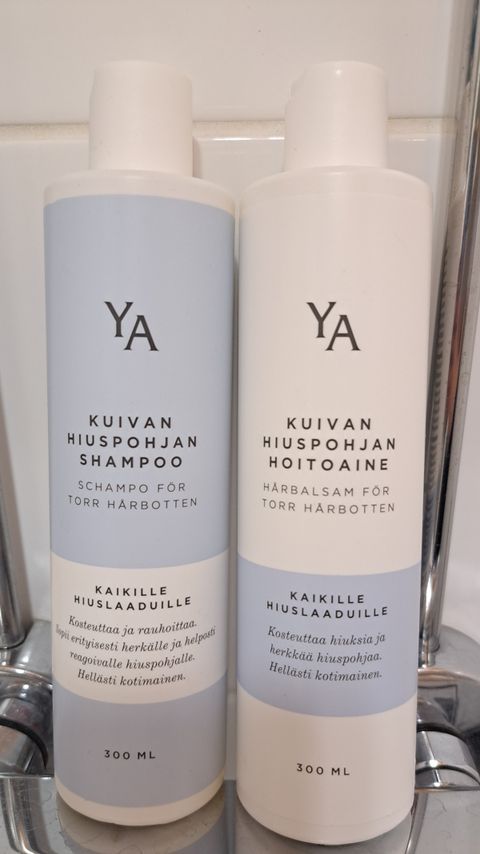 YA
KUIVAN
HIUSPOHJAN
SHAMPOO
SCHAMPO FÖR
TORR HÅRBOTTEN
KAIKILLE
HIUSLAADUILLE
Kosteuttaa ja rauhoittaa.
Sopii erityisesti herkälle ja helposti
reagoivalle hiuspohjalle.
Hellästi kotimainen.
300 ML
YA
KUIVAN
HIUSPOHJAN
HOITOAINE
HÅRBALSAM FÖR
TORR HÅRBOTTEN
KAIKILLE
HIUSLAADUILLE
Kosteuttaa hiuksia ja
herkkää hiuspohjaa.
Hellästi kotimainen.
300 ML